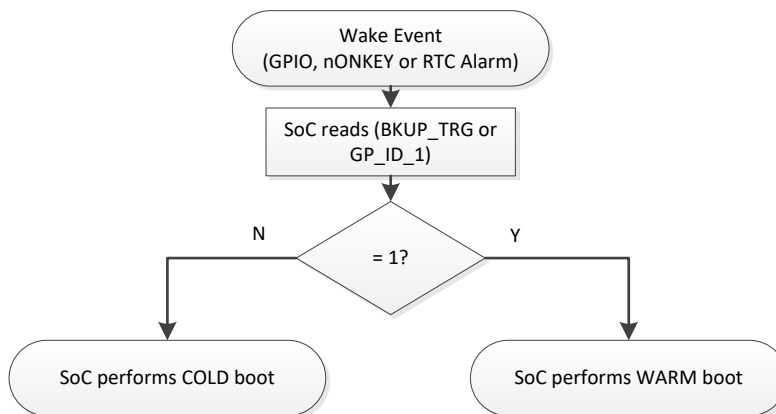 Wake Event
(GPIO, nONKEY or RTC Alarm)
SoC reads (BKUP_TRG or
GP_ID_1)
N
Y
= 1?
SoC performs COLD boot
SoC performs WARM boot